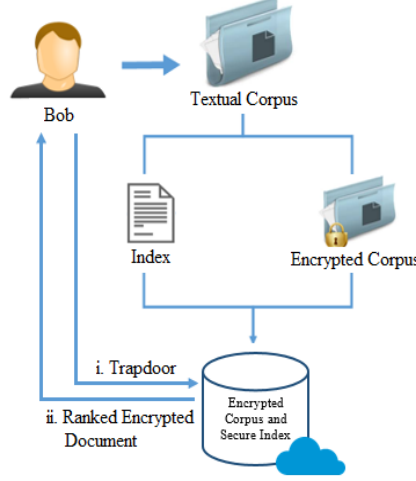 Bob
Textual Corpus
Index
Encrypted Corpus
i. Trapdoor
ii. Ranked Encrypted
Document
Encrypted
Corpus and
Secure Index